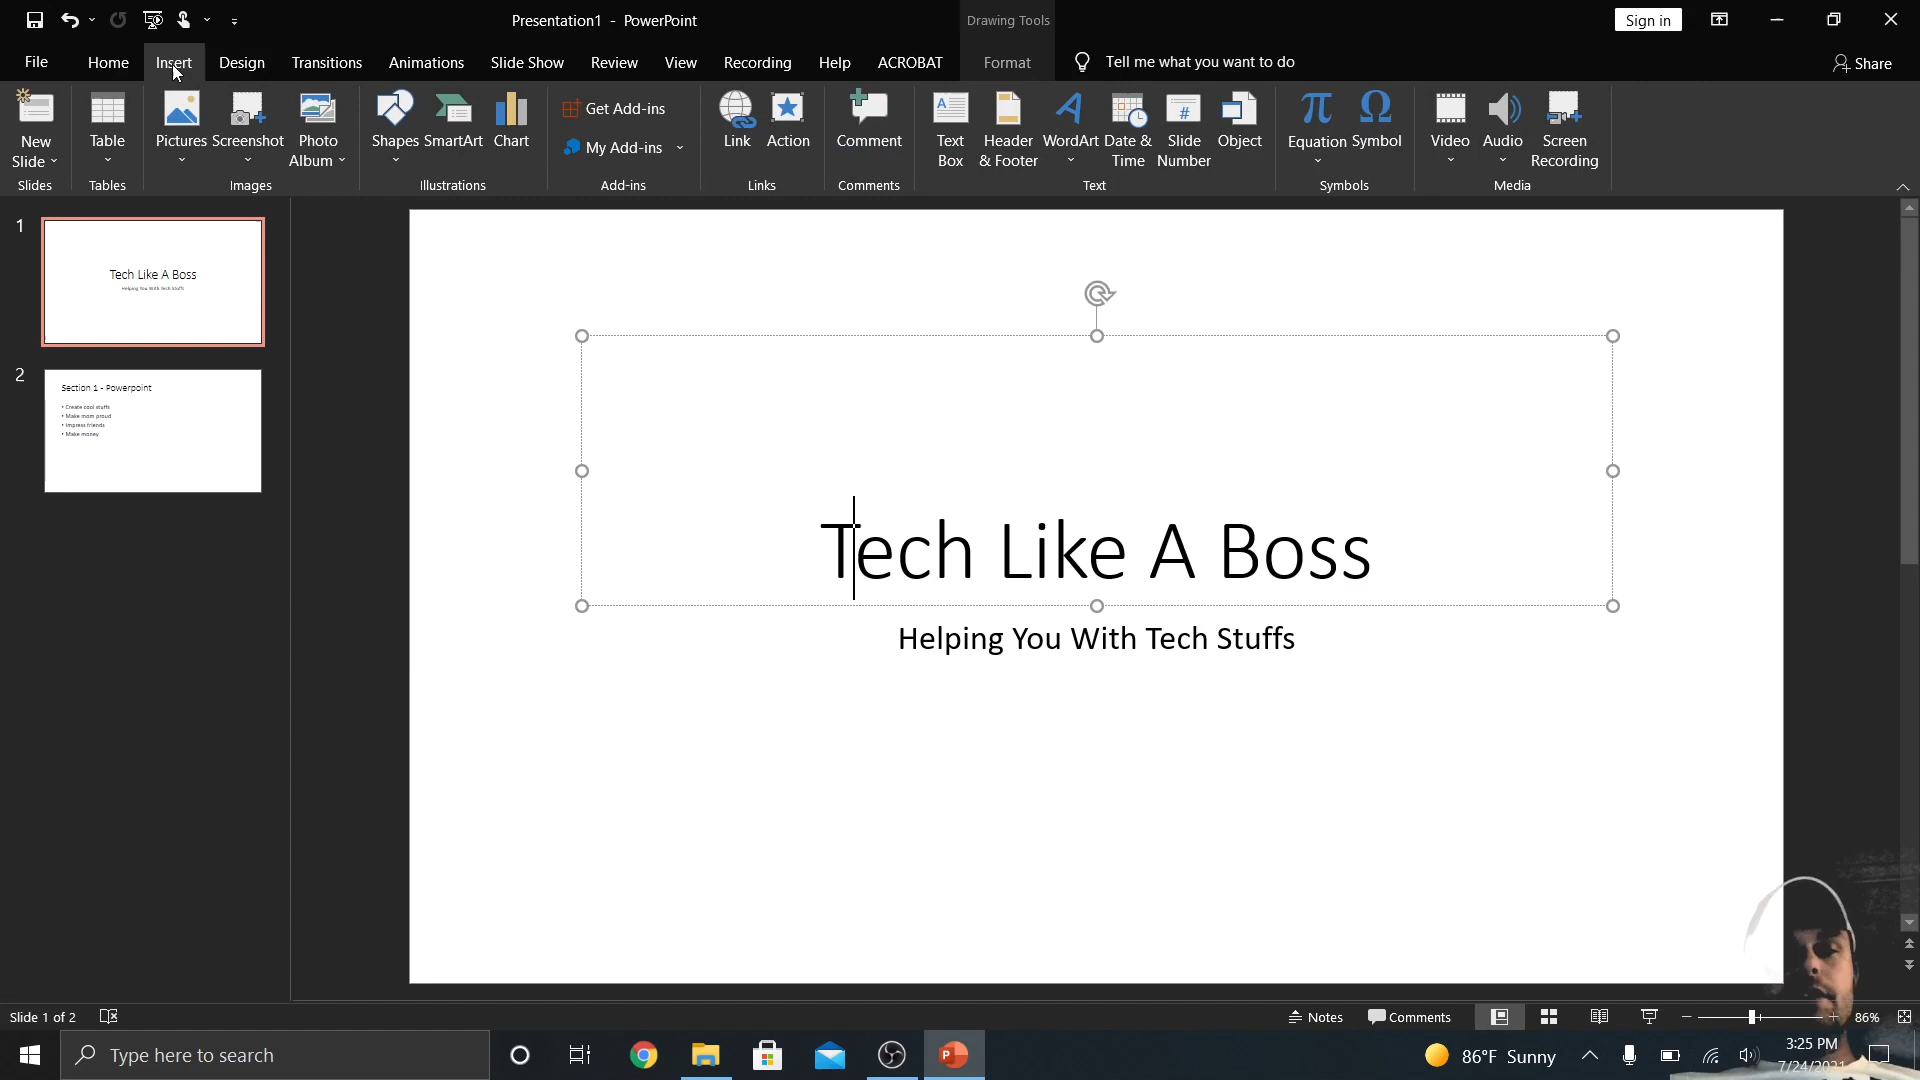 Presentation1 - PowerPoint
Drawing Tools
Sign in
File
Home
Insert
Design
Transitions
Animations
Slide Show
Review
View
Recording
Help
ACROBAT
Format
Tell me what you want to do
Share
New
Slide
Table
Pictures
Screenshot
Photo
Album
Shapes
SmartArt
Chart
Get Add-ins
My Add-ins
Link
Action
Comment
Text
Box
Header
& Footer
WordArt
Date &
Time
Slide
Number
Object
Equation
Symbol
Video
Audio
Screen
Recording
Slides
Tables
Images
Illustrations
Add-ins
Links
Comments
Text
Symbols
Media
1
Tech Like A Boss
Helping You With Tech Stuffs
2
Section 1 - Powerpoint
• Create cool stuffs
• Make mom proud
• Impress friends
• Make money
Tech Like A Boss
Helping You With Tech Stuffs
Slide 1 of 2
Notes
Comments
86%
Type here to search
86°F Sunny
3:25 PM
7/24/2021